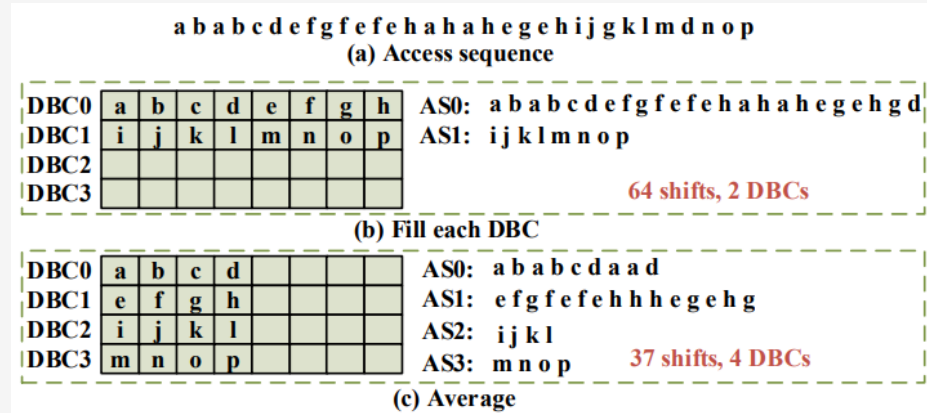 a b a b c d e f g f e f e h a h a h e g e h i j g k l m d n o p
(a) Access sequence
DBC0 a b c d e f g h AS0: a b a b c d e f g f e f e h a h a h e g e h g d
DBC1 i j k l m n o p AS1: i j k l m n o p
DBC2
DBC3
64 shifts, 2 DBCs
(b) Fill each DBC
DBC0 a b c d AS0: a b a b c d a a d
DBC1 e f g h AS1: e f g f e f e h h h e g e h g
DBC2 i j k l AS2: i j k l
DBC3 m n o p AS3: m n o p 37 shifts, 4 DBCs
(c) Average